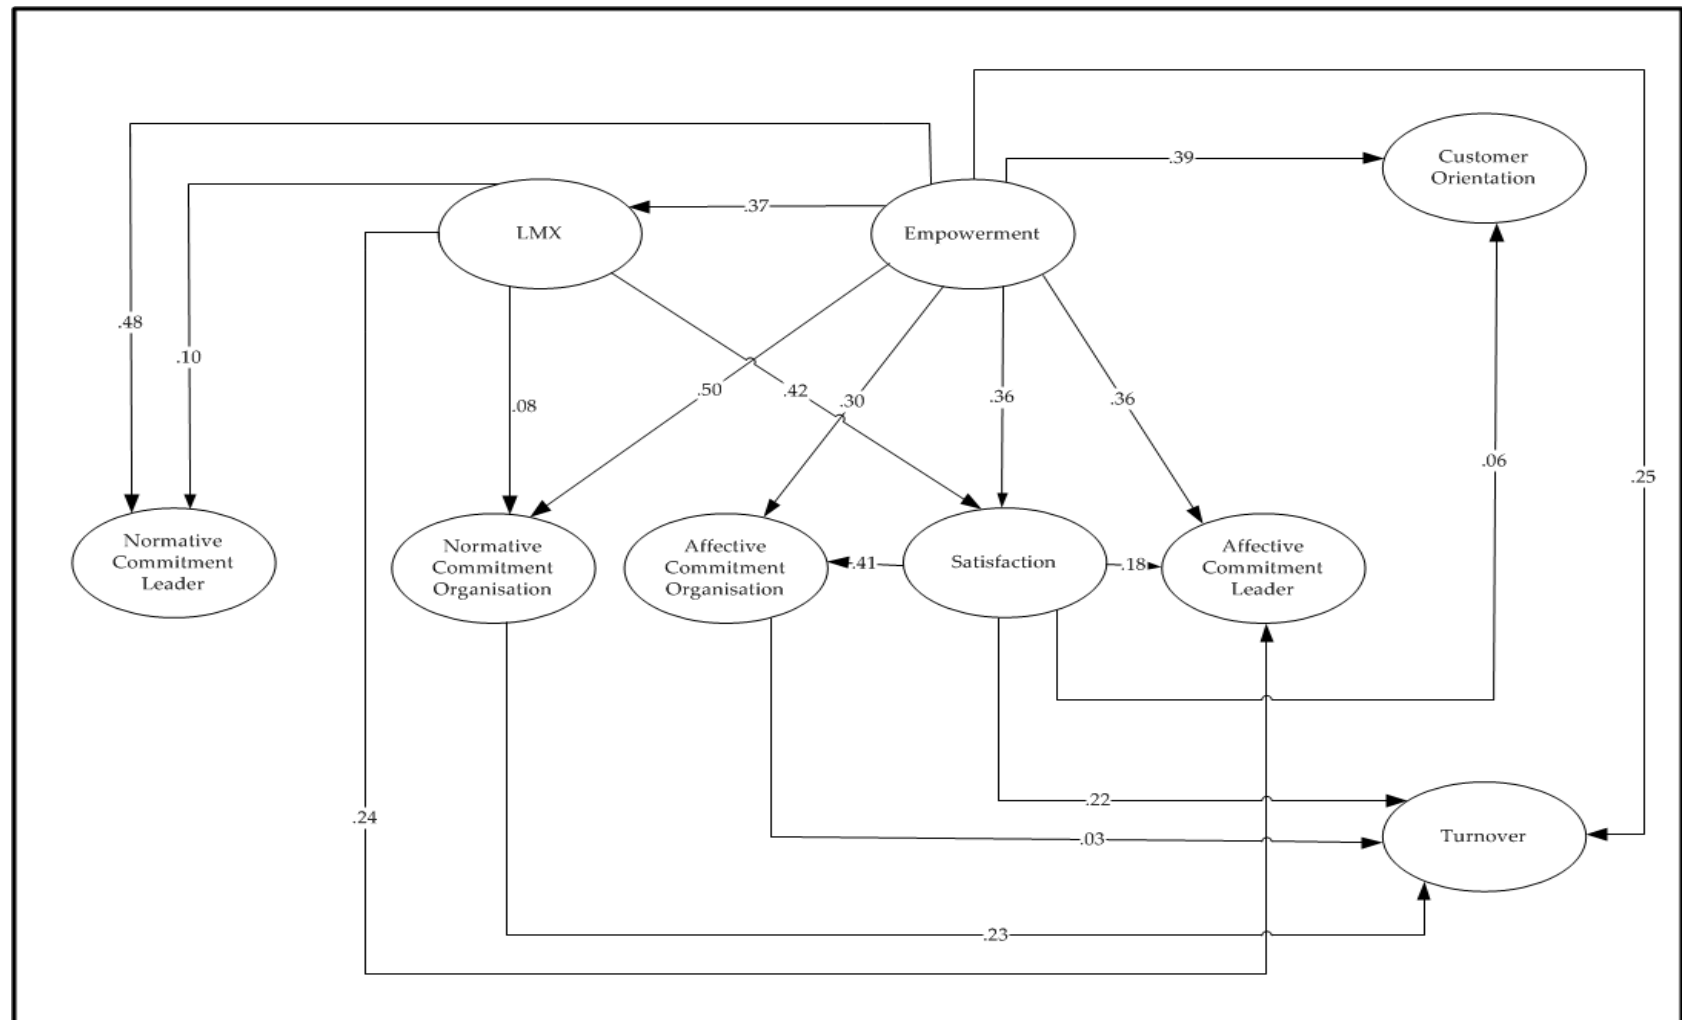 .39
Customer
Orientation
.37
LMX
Empowerment
.48
.10
.50
.42
.30
.36
.36
.08
.06
.25
Normative
Commitment
Leader
Normative
Commitment
Organisation
Affective
Commitment
Organisation
.41
Satisfaction
.18
Affective
Commitment
Leader
.24
.22
.03
Turnover
.23